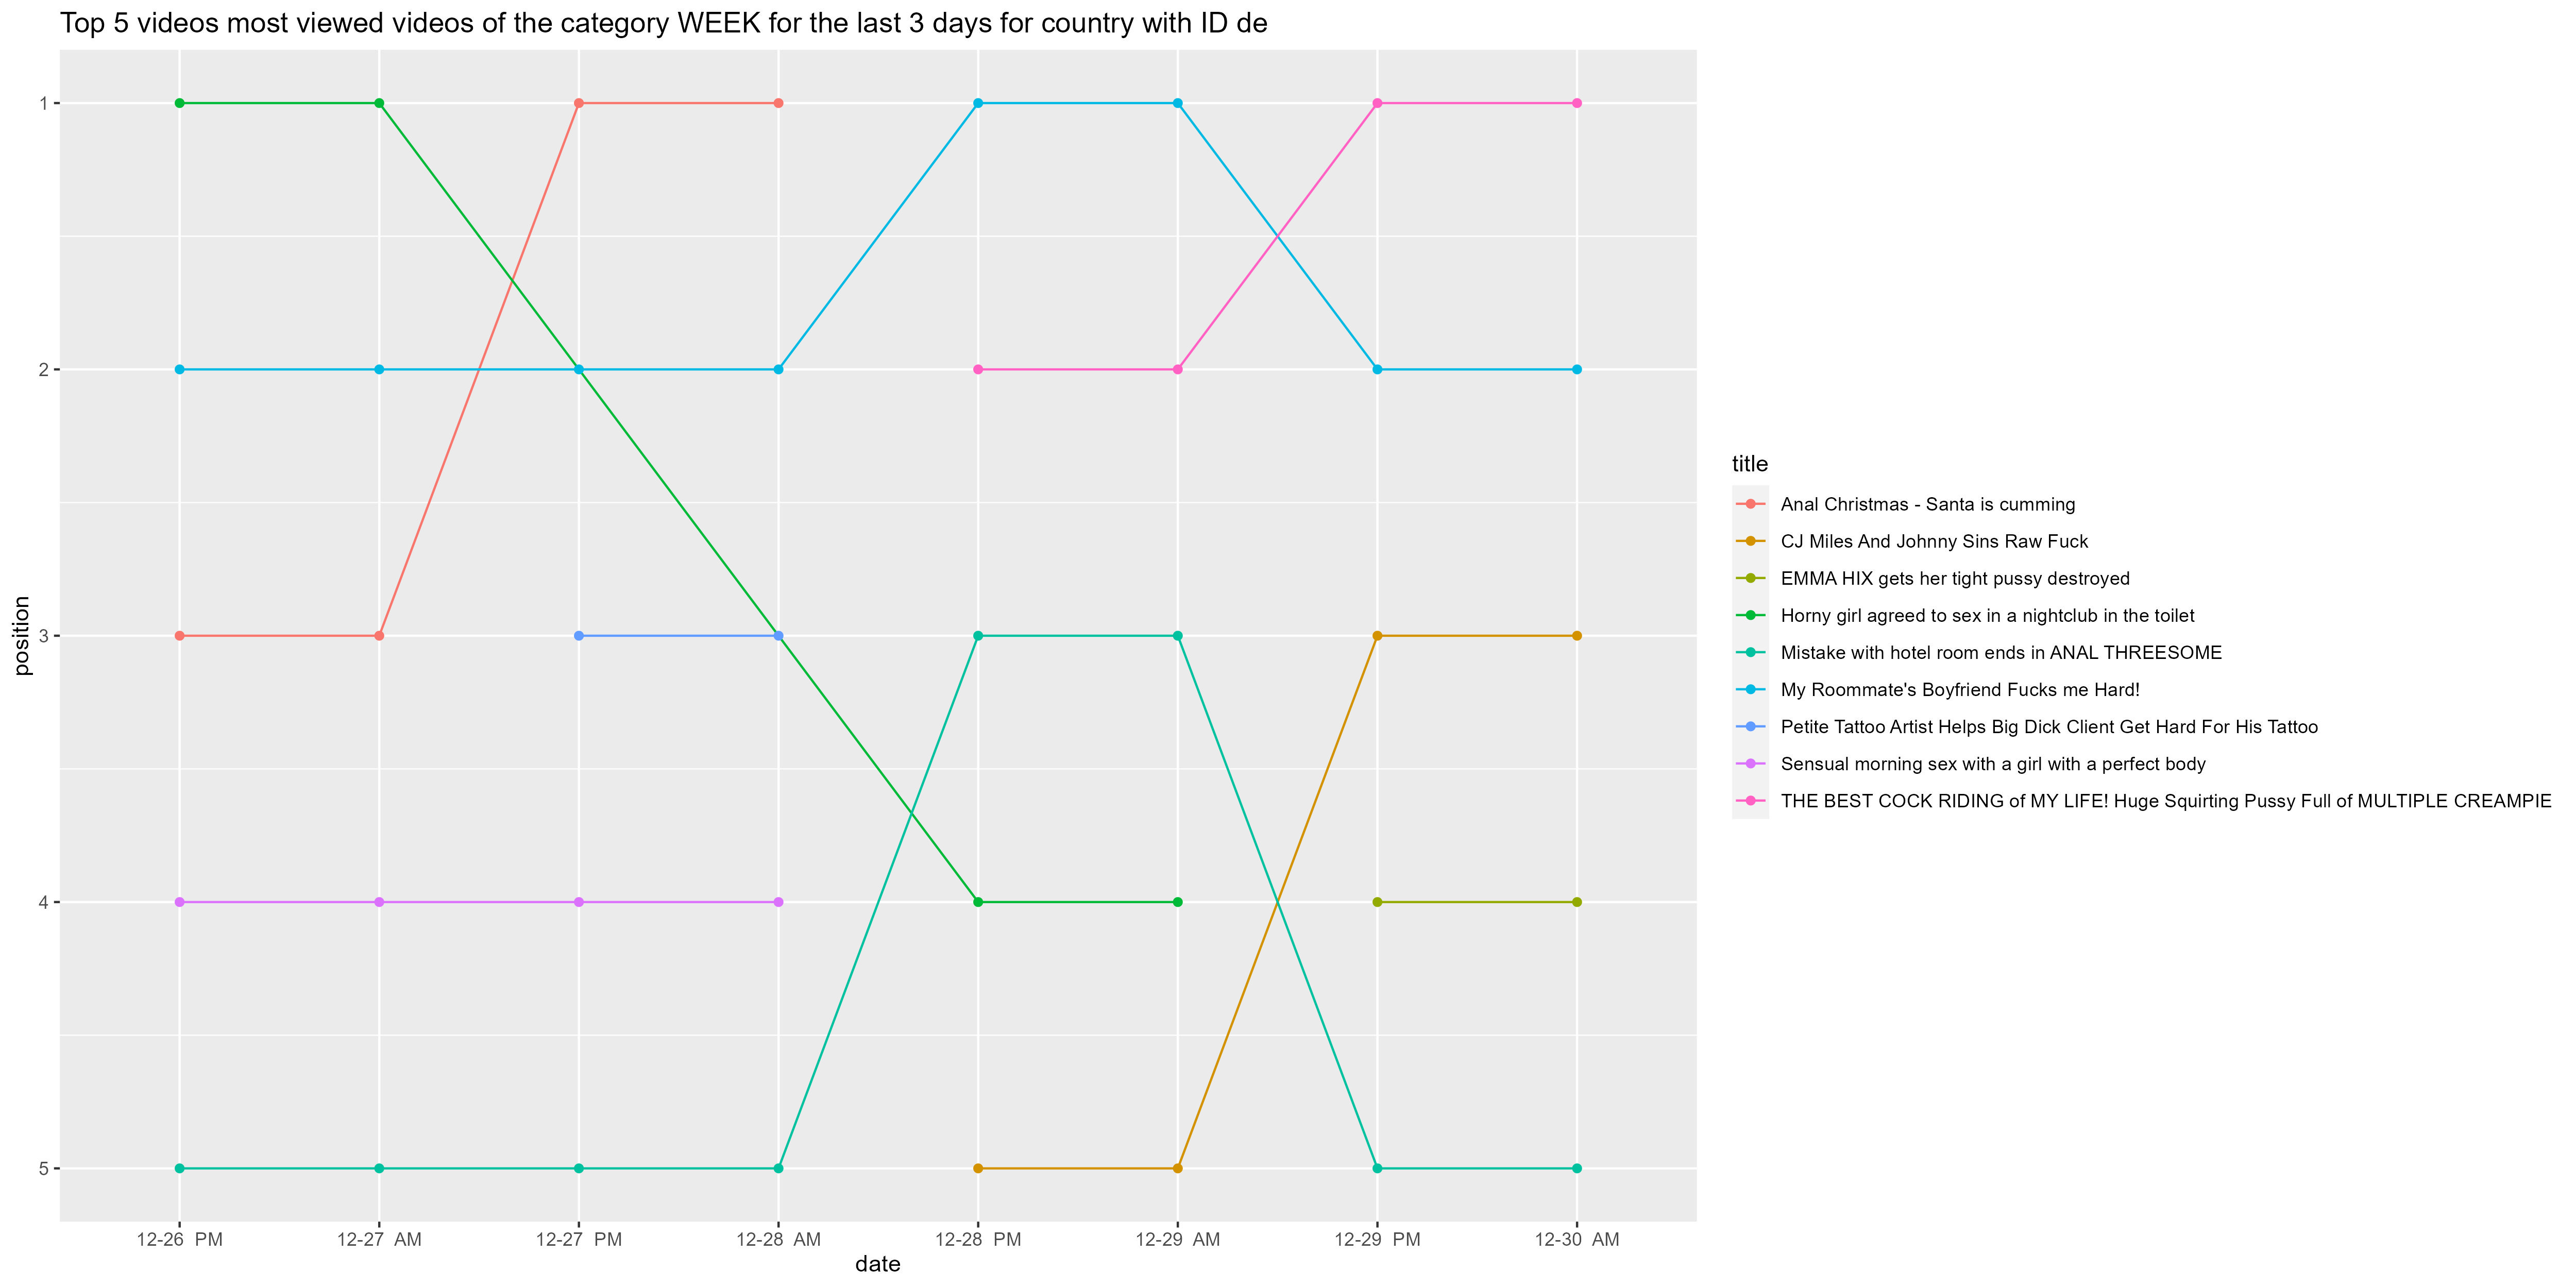 Top 5 videos most viewed videos of the category WEEK for the last 3 days for country with ID de
1
2
3
4
5
position
12-26 PM
12-27 AM
12-27 PM
12-28 AM
12-28 PM
12-29 AM
12-29 PM
12-30 AM
date
title
Anal Christmas - Santa is cumming
CJ Miles And Johnny Sins Raw Fuck
EMMA HIX gets her tight pussy destroyed
Horny girl agreed to sex in a nightclub in the toilet
Mistake with hotel room ends in ANAL THREESOME
My Roommate's Boyfriend Fucks me Hard!
Petite Tattoo Artist Helps Big Dick Client Get Hard For His Tattoo
Sensual morning sex with a girl with a perfect body
THE BEST COCK RIDING of MY LIFE! Huge Squirting Pussy Full of MULTIPLE CREAMPIE